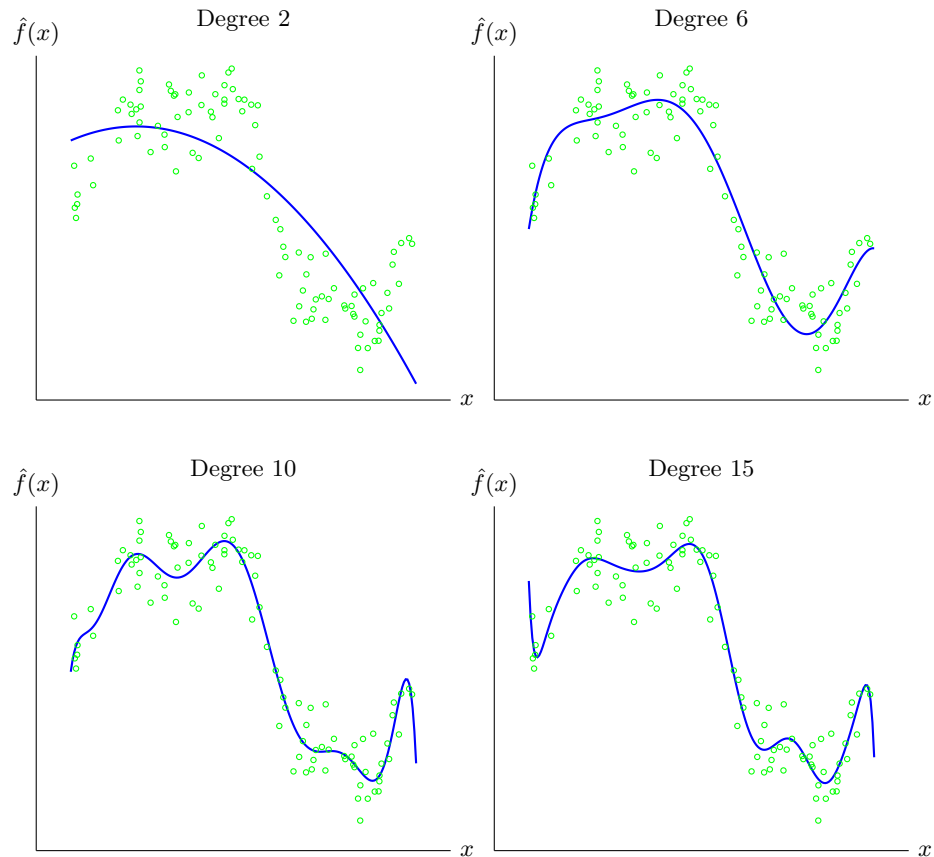 Degree 2
f̂(x)
x
Degree 6
f̂(x)
x
Degree 10
f̂(x)
x
Degree 15
f̂(x)
x